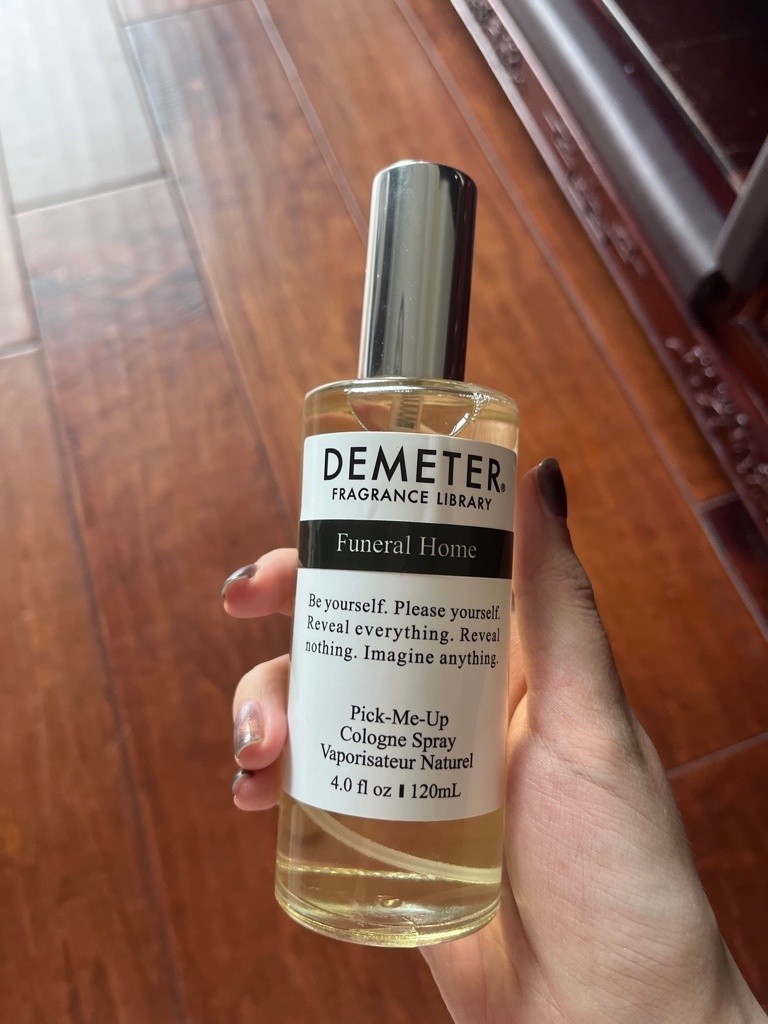 DEMETER®
FRAGRANCE LIBRARY
Funeral Home
Be yourself. Please yourself.
Reveal everything. Reveal
nothing. Imagine anything.
Pick-Me-Up
Cologne Spray
Vaporisateur Naturel
4.0 fl oz ▮ 120mL